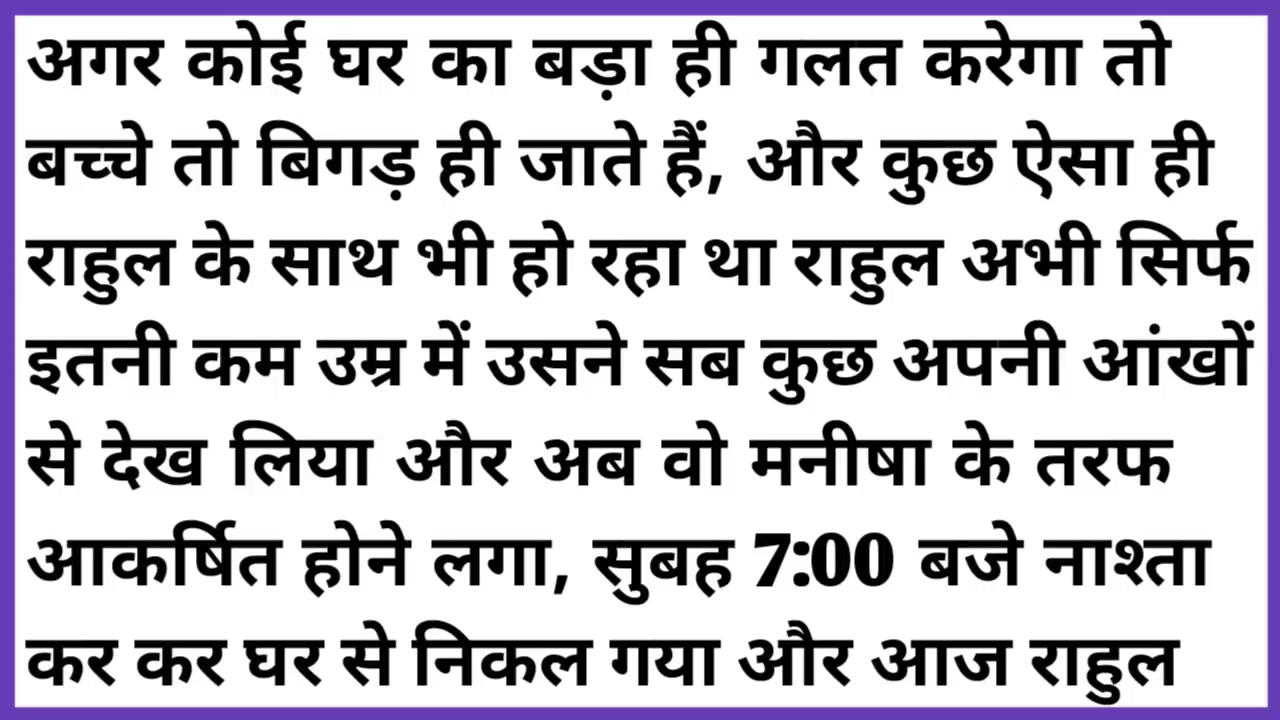 अगर कोई घर का बड़ा ही गलत करेगा तो
बच्चे तो बिगड़ ही जाते हैं, और कुछ ऐसा ही
राहुल के साथ भी हो रहा था राहुल अभी सिर्फ
इतनी कम उम्र में उसने सब कुछ अपनी आंखों
से देख लिया और अब वो मनीषा के तरफ
आकर्षित होने लगा, सुबह 7:00 बजे नाश्ता
कर कर घर से निकल गया और आज राहुल